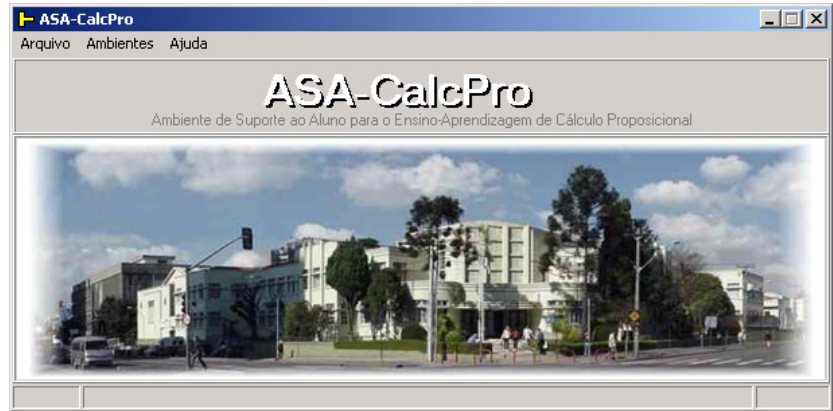 ASA-CalcPro
Arquivo Ambientes Ajuda
ASA-CalcPro
Ambiente de Suporte ao Aluno para o Ensino-Aprendizagem de Cálculo Proposicional